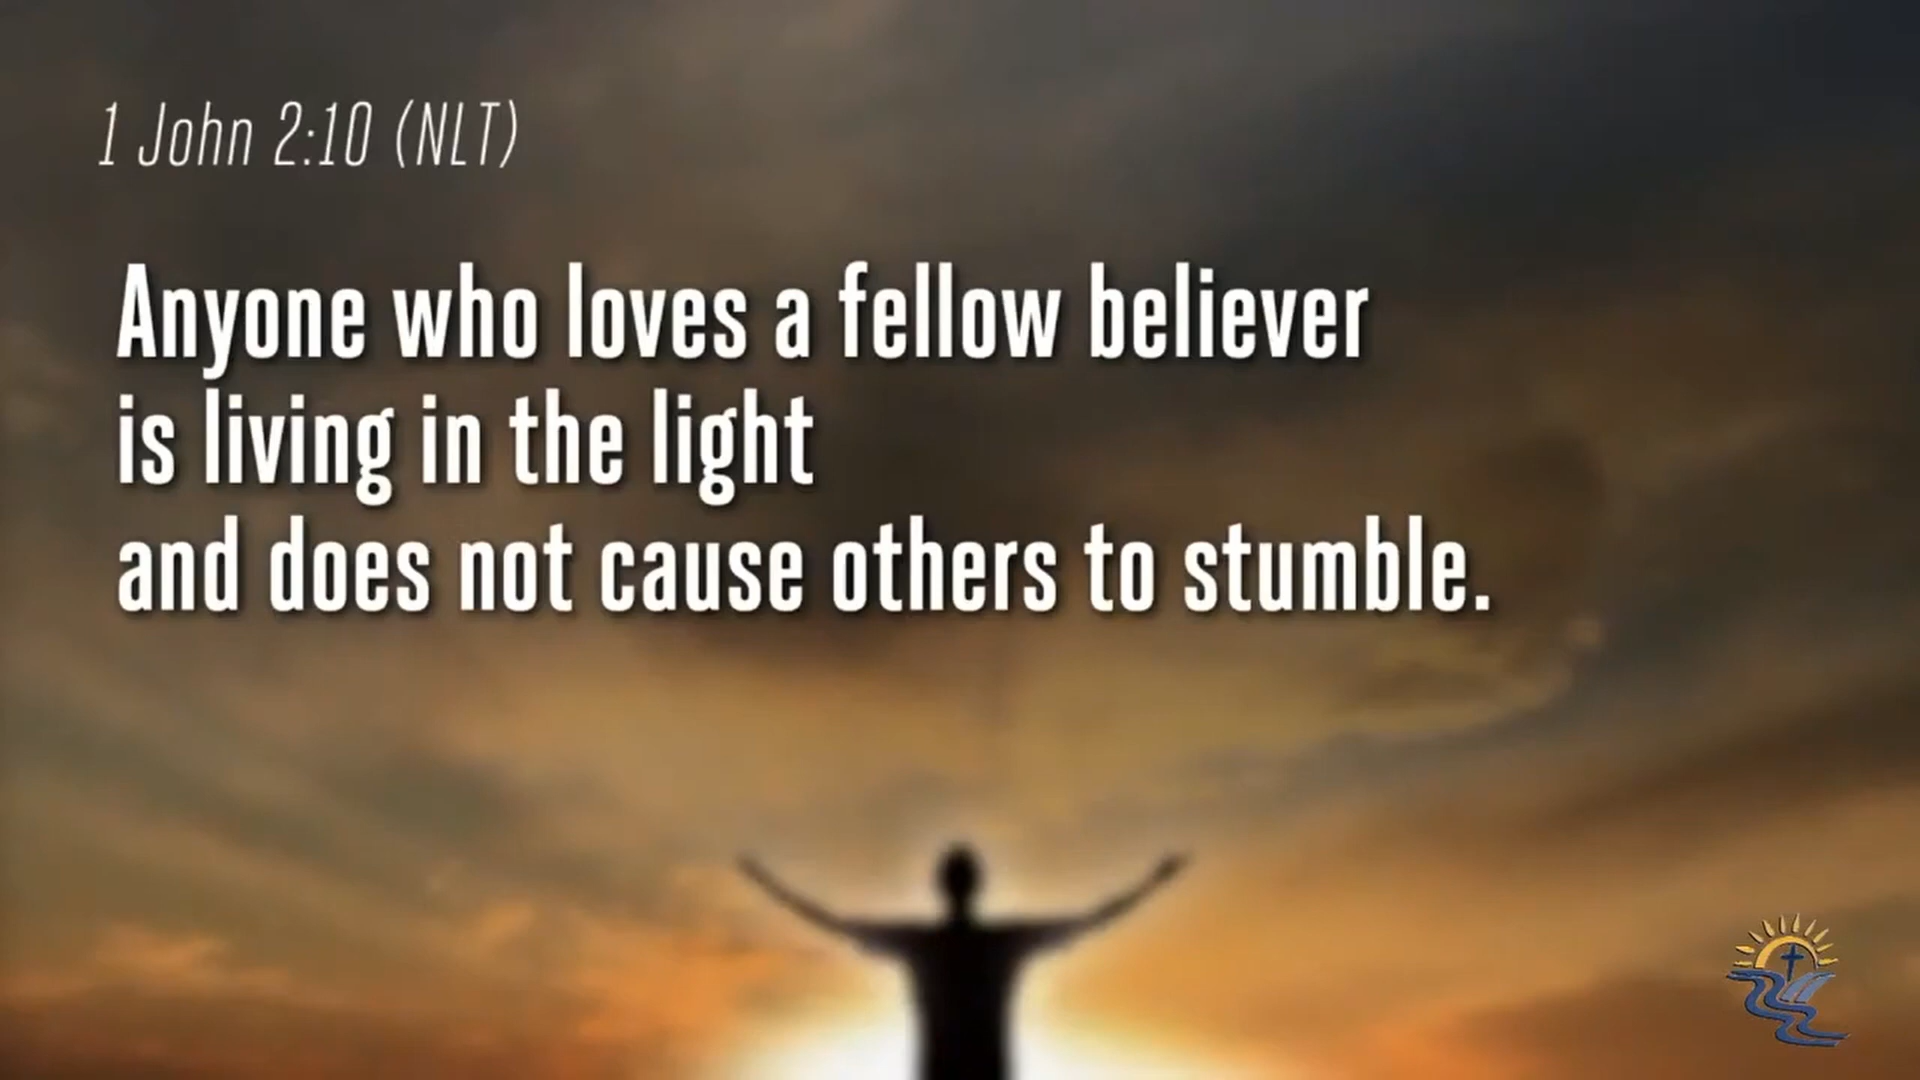 1 John 2:10 (NLT)
Anyone who loves a fellow believer
is living in the light
and does not cause others to stumble.